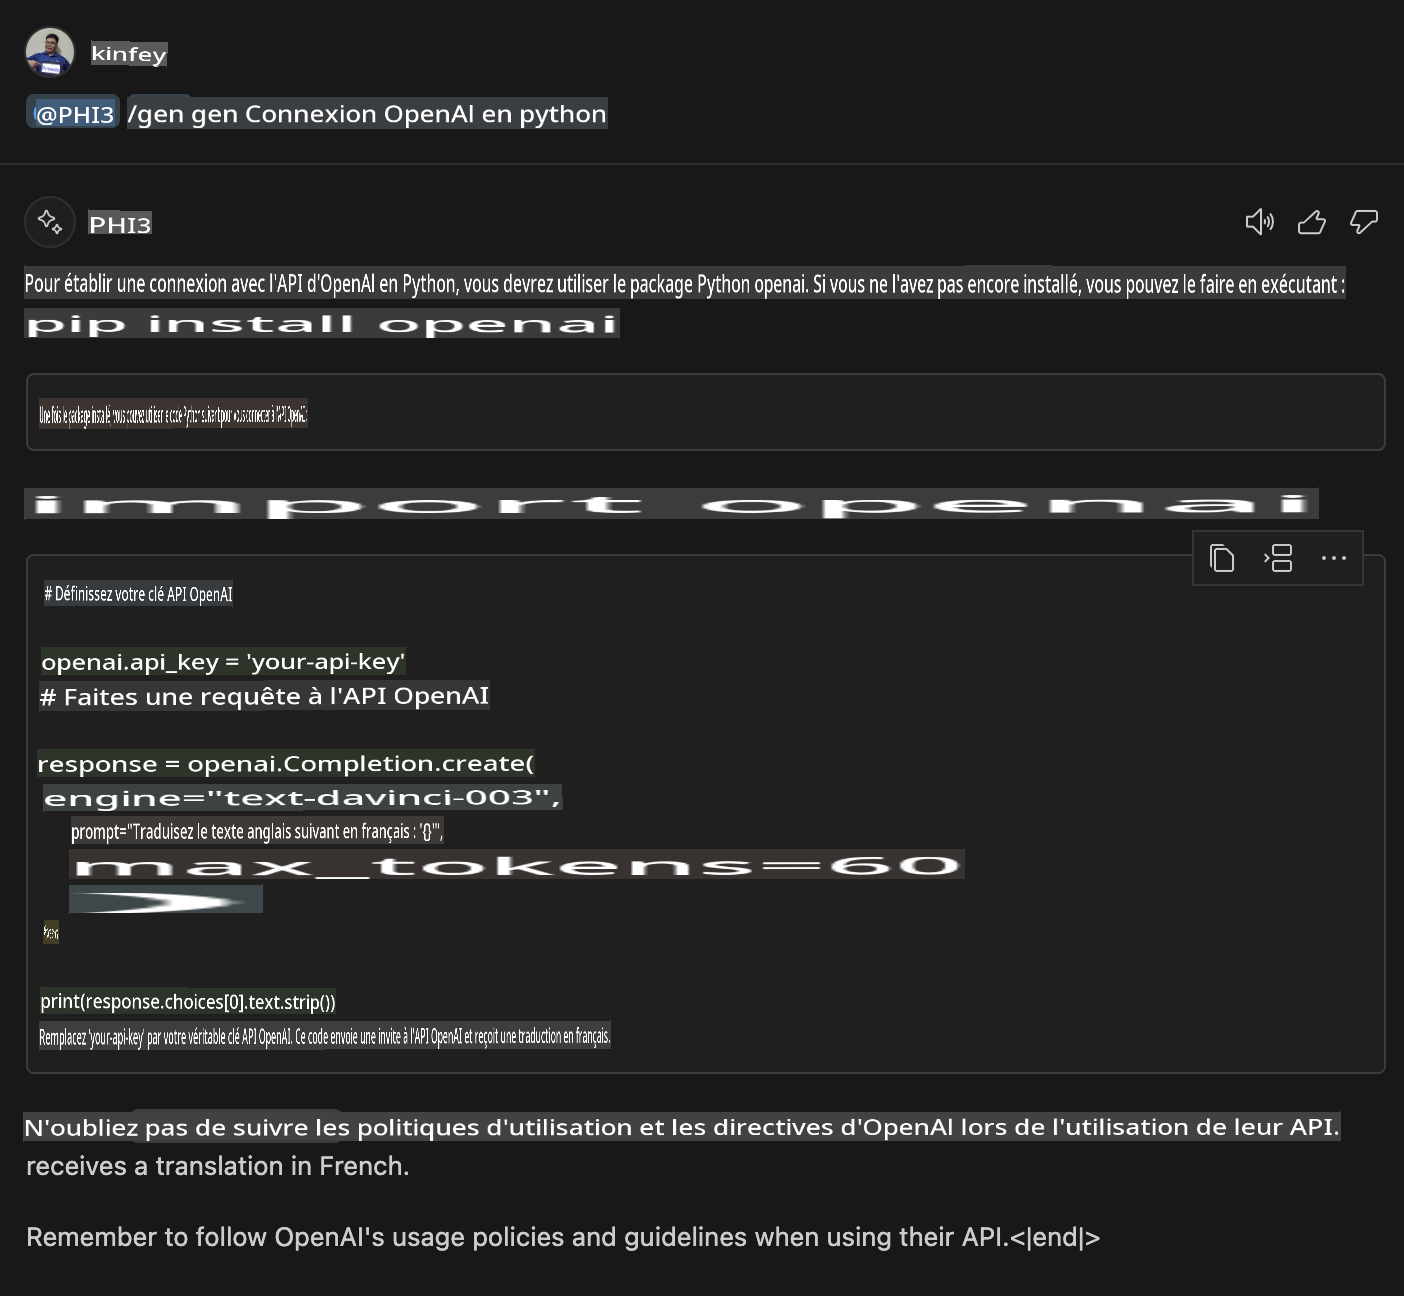 kinfey
@PHI3 /gen gen Connexion OpenAI en python
PHI3
Pour établir une connexion avec l'API d'OpenAI en Python, vous devrez utiliser le package Python openai. Si vous ne l'avez pas encore installé, vous pouvez le faire en exécutant :
pip install openai
Une fois le package installé, vous pouvez utiliser le code Python suivant pour vous connecter à l'API OpenAI :
import openai
# Définissez votre clé API OpenAI
openai.api_key = 'your-api-key'
# Faites une requête à l'API OpenAI
response = openai.Completion.create(
engine="text-davinci-003",
prompt="Traduisez le texte anglais suivant en français : '{}'",
max_tokens=60
)
print(response.choices[0].text.strip())
Remplacez 'your-api-key' par votre véritable clé API OpenAI. Ce code envoie une invite à l'API OpenAI et reçoit une traduction en français.
N'oubliez pas de suivre les politiques d'utilisation et les directives d'OpenAI lors de l'utilisation de leur API.
receives a translation in French.
Remember to follow OpenAI's usage policies and guidelines when using their API.<|end|>